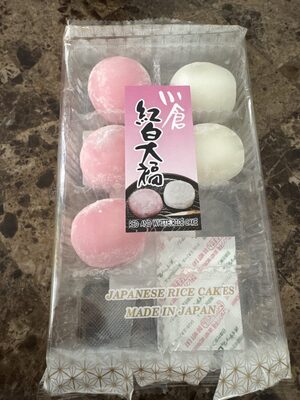 小倉
紅白大福
RED AND WHITE RICE CAKE
JAPANESE RICE CAKES
MADE IN JAPAN